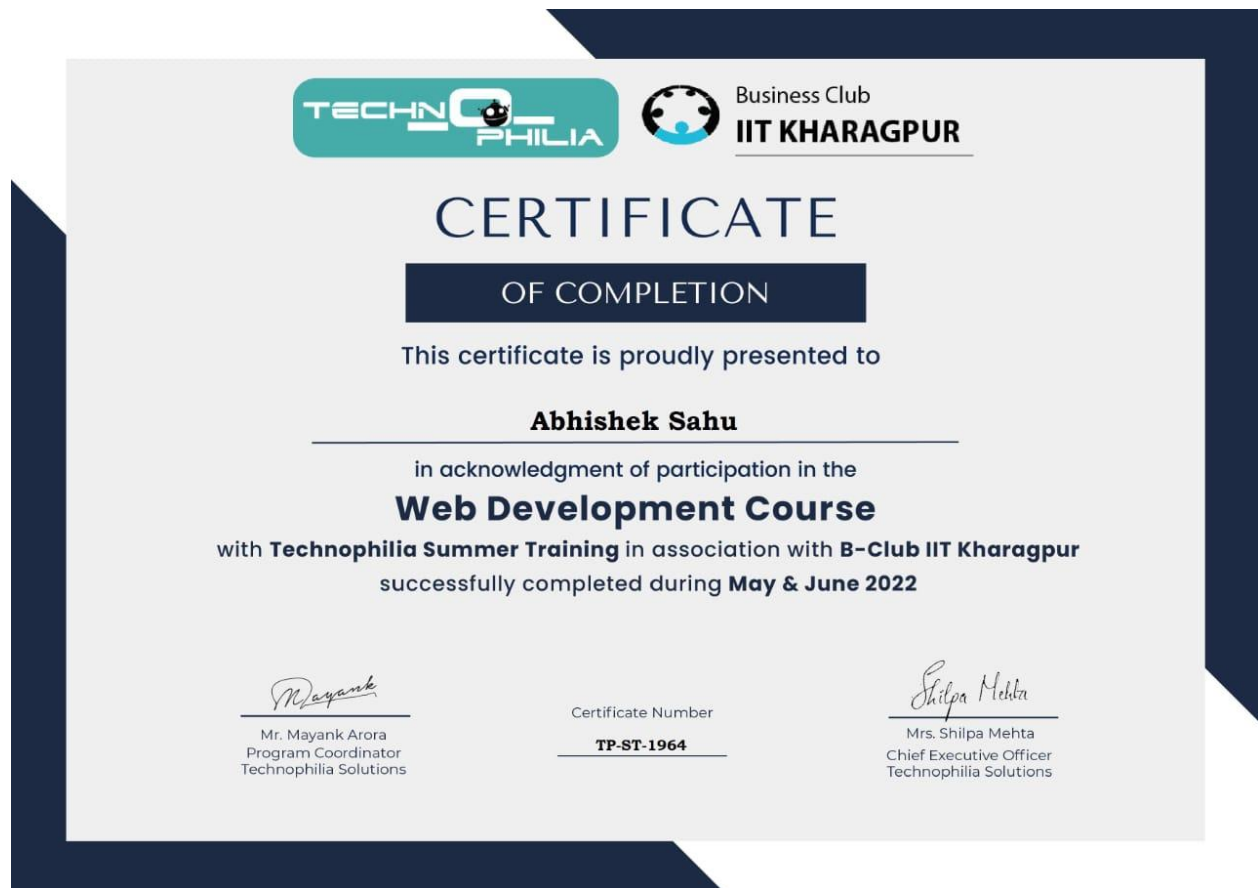 TECHNO
PHILIA
Business Club
IIT KHARAGPUR
CERTIFICATE
OF COMPLETION
This certificate is proudly presented to
Abhishek Sahu
in acknowledgment of participation in the
Web Development Course
with Technophilia Summer Training in association with B-Club IIT Kharagpur
successfully completed during May & June 2022
Mayank
Mr. Mayank Arora
Program Coordinator
Technophilia Solutions
Certificate Number
TP-ST-1964
Shilpa Mehta
Mrs. Shilpa Mehta
Chief Executive Officer
Technophilia Solutions